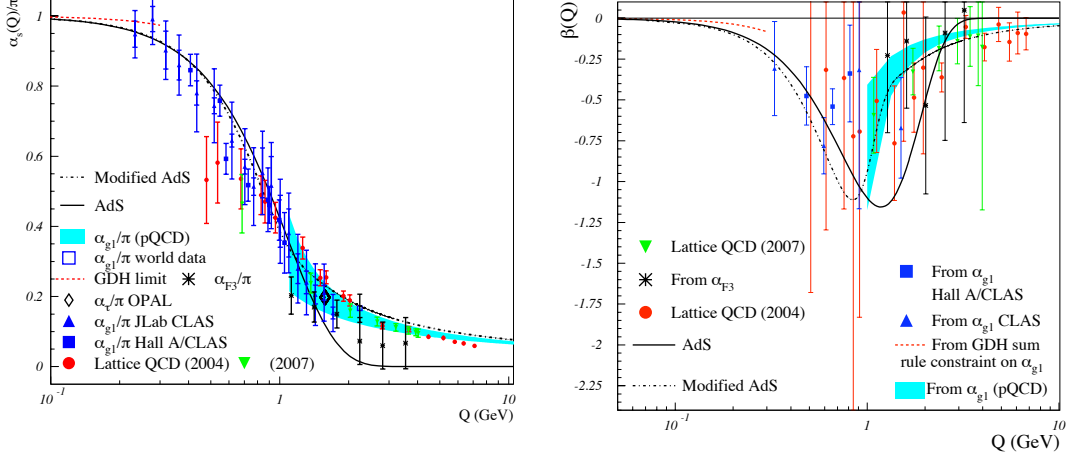 α_s(Q)/π
1
0.8
0.6
0.4
0.2
0
Modified AdS
AdS
α_g1/π (pQCD)
α_g1/π world data
GDH limit
α_F3/π
α_τ/π OPAL
α_g1/π JLab CLAS
α_g1/π Hall A/CLAS
Lattice QCD (2004) (2007)
10^-1
1
10
Q (GeV)
β(Q)
0
-0.25
-0.5
-0.75
-1
-1.25
-1.5
-1.75
-2
-2.25
Lattice QCD (2007)
From α_F3
Lattice QCD (2004)
AdS
Modified AdS
From α_g1
Hall A/CLAS
From α_g1 CLAS
From GDH sum
rule constraint on α_g1
From α_g1 (pQCD)
10^-1
1
10
Q (GeV)